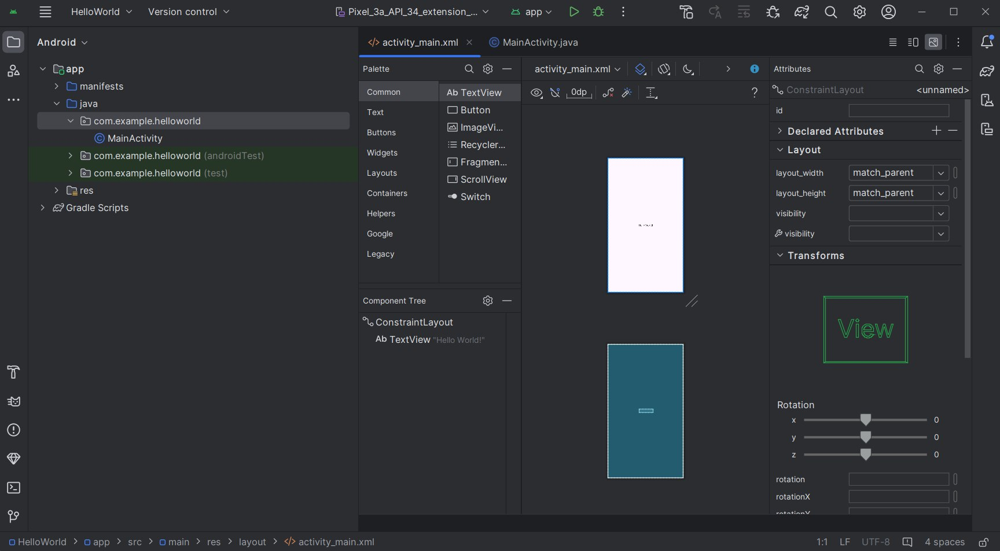 HelloWorld
Version control
Pixel_3a_API_34_extension_...
app
Android
activity_main.xml
MainActivity.java
app
manifests
java
com.example.helloworld
MainActivity
com.example.helloworld (androidTest)
com.example.helloworld (test)
res
Gradle Scripts
Palette
Common
Text
Buttons
Widgets
Layouts
Containers
Helpers
Google
Legacy
Ab TextView
Button
ImageVi...
Recycler...
Fragmen...
ScrollView
Switch
Component Tree
ConstraintLayout
Ab TextView "Hello World!"
activity_main.xml
0dp
?
Attributes
ConstraintLayout
<unnamed>
id
Declared Attributes
Layout
layout_width
match_parent
layout_height
match_parent
visibility
visibility
Transforms
View
Rotation
x
0
y
0
z
0
rotation
rotationX
rotationY
HelloWorld > app > src > main > res > layout > activity_main.xml
1:1
LF
UTF-8
4 spaces